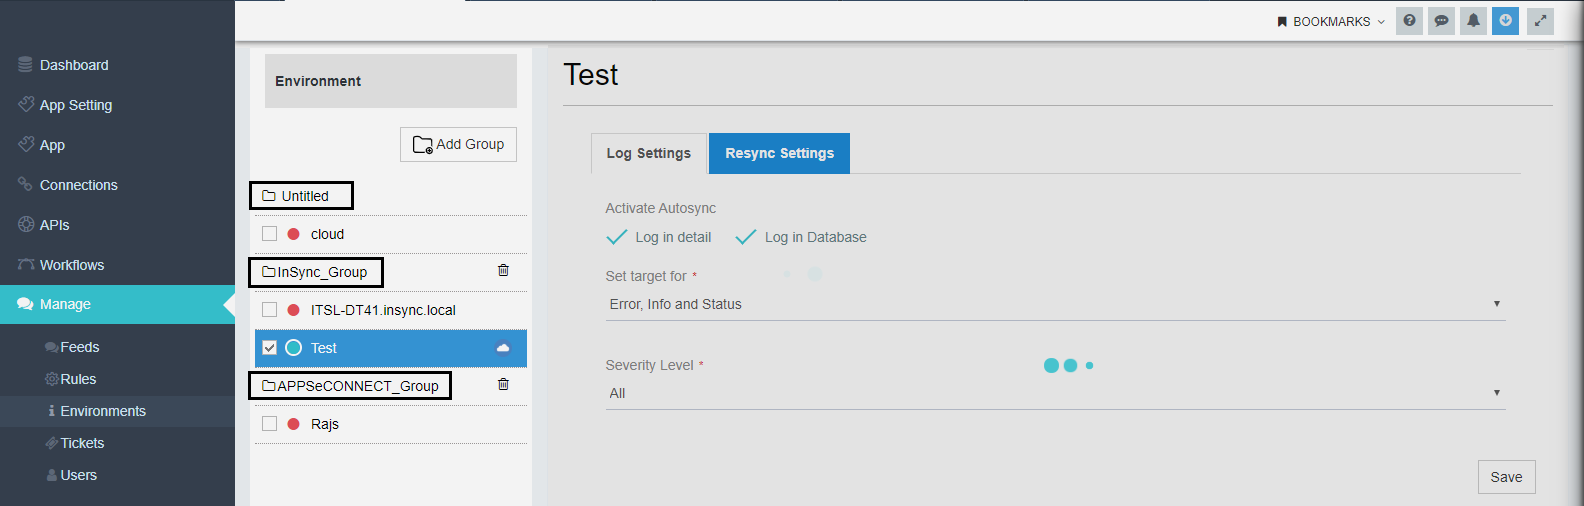 BOOKMARKS
Dashboard
App Setting
App
Connections
APIs
Workflows
Manage
Feeds
Rules
Environments
Tickets
Users
Environment
Add Group
Untitled
cloud
InSync_Group
ITSL-DT41.insync.local
Test
APPSeCONNECT_Group
Rajs
Test
Log Settings Resync Settings
Activate Autosync
Log in detail Log in Database
Set target for *
Error, Info and Status
Severity Level *
All
Save